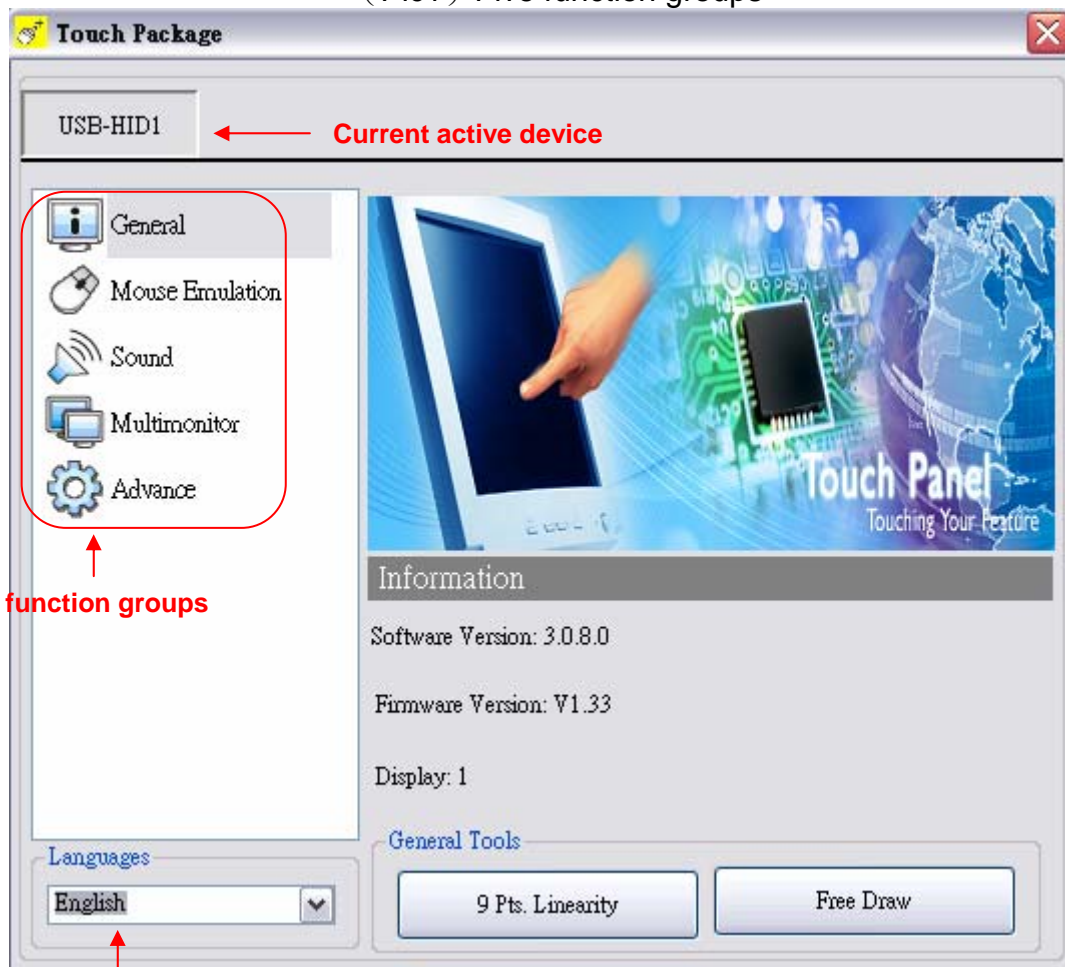 Touch Package
USB-HID1
Current active device
General
Mouse Emulation
Sound
Multimonitor
Advance
function groups
Touch Panel
Touching Your Feature
Information
Software Version: 3.0.8.0
Firmware Version: V1.33
Display: 1
Languages
English
General Tools
9 Pts. Linearity
Free Draw